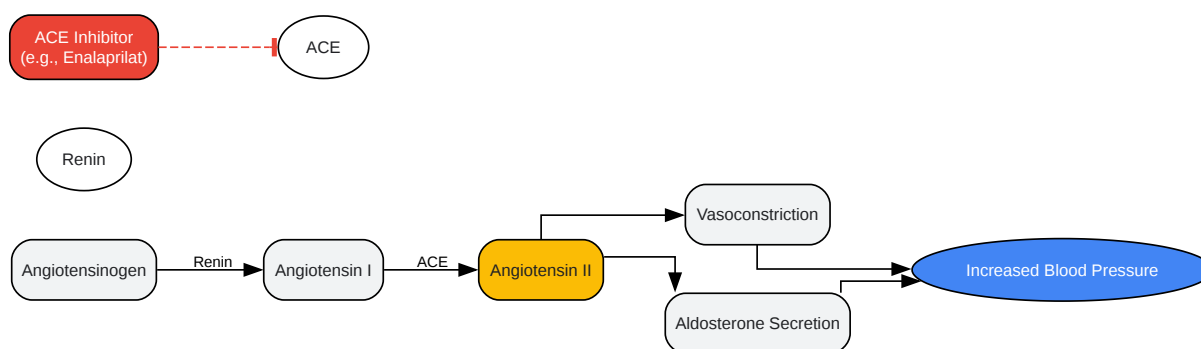 ACE Inhibitor
(e.g., Enalaprilat)
ACE
Renin
Angiotensinogen
Renin
Angiotensin I
ACE
Angiotensin II
Vasoconstriction
Aldosterone Secretion
Increased Blood Pressure